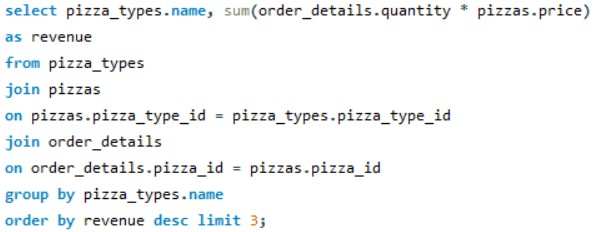 select pizza_types.name, sum(order_details.quantity * pizzas.price)
as revenue
from pizza_types
join pizzas
on pizzas.pizza_type_id = pizza_types.pizza_type_id
join order_details
on order_details.pizza_id = pizzas.pizza_id
group by pizza_types.name
order by revenue desc limit 3;